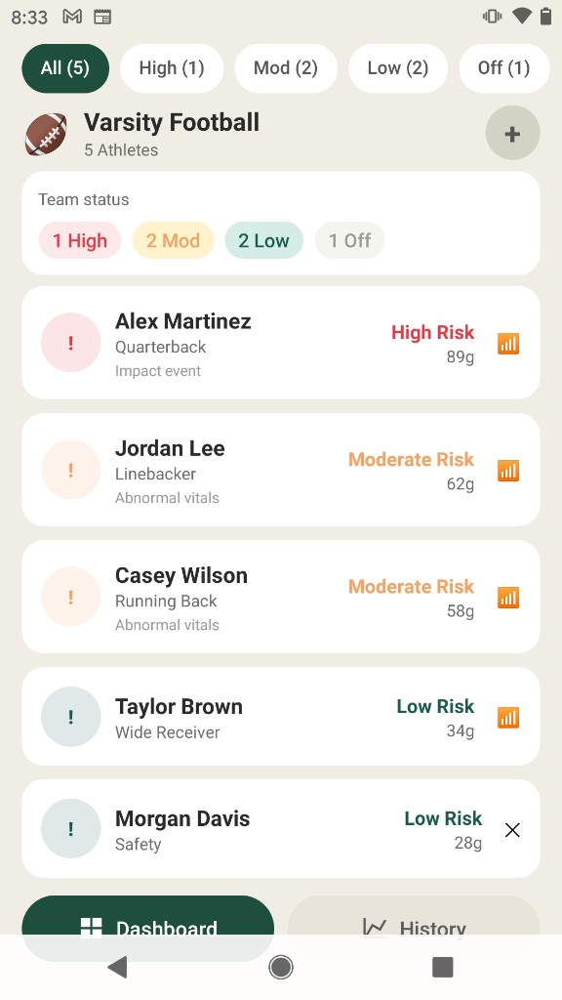 8:33
All (5)
High (1)
Mod (2)
Low (2)
Off (1)
Varsity Football
5 Athletes
+
Team status
1 High
2 Mod
2 Low
1 Off
!
Alex Martinez
Quarterback
Impact event
High Risk
89g
!
Jordan Lee
Linebacker
Abnormal vitals
Moderate Risk
62g
!
Casey Wilson
Running Back
Abnormal vitals
Moderate Risk
58g
!
Taylor Brown
Wide Receiver
Low Risk
34g
!
Morgan Davis
Safety
Low Risk
28g
Dashboard
History